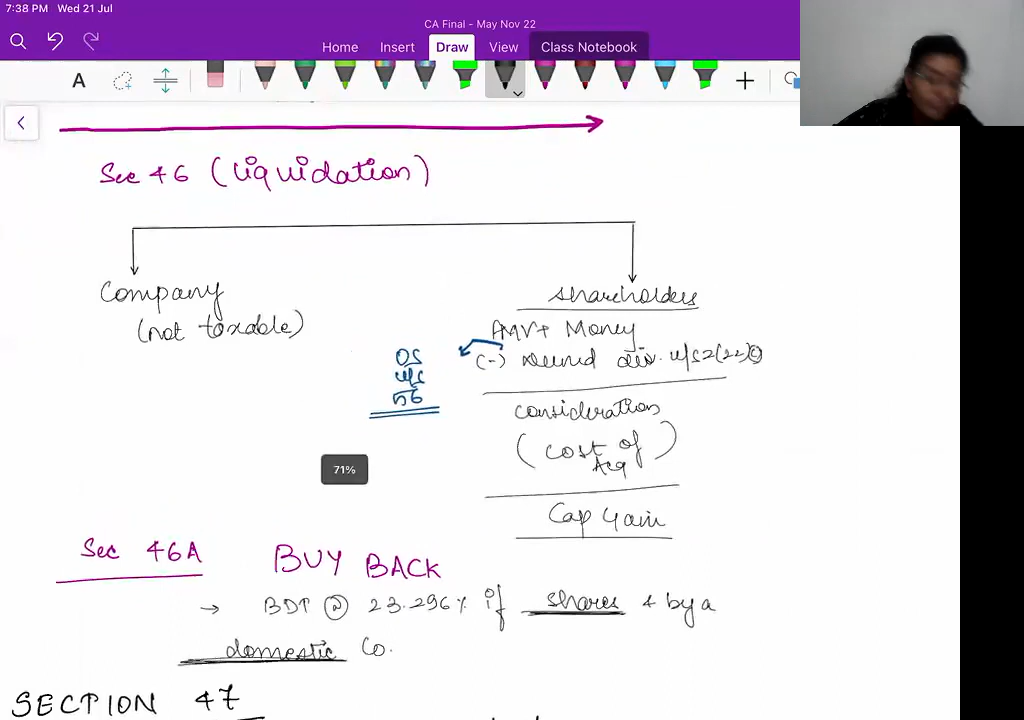 7:38 PM Wed 21 Jul
CA Final - May Nov 22
Home Insert Draw View Class Notebook
A
Sec 46 (liquidation)
Company
(not taxable)
Shareholders
FMV+ Money
(-) Deemed div. u/s 2(22)(c)
OS
u/s
56
consideration
(Cost of Acq)
Cap Gain
71%
Sec 46A BUY BACK
→ BDT @ 23.296% if shares & by a
domestic Co.
SECTION 47